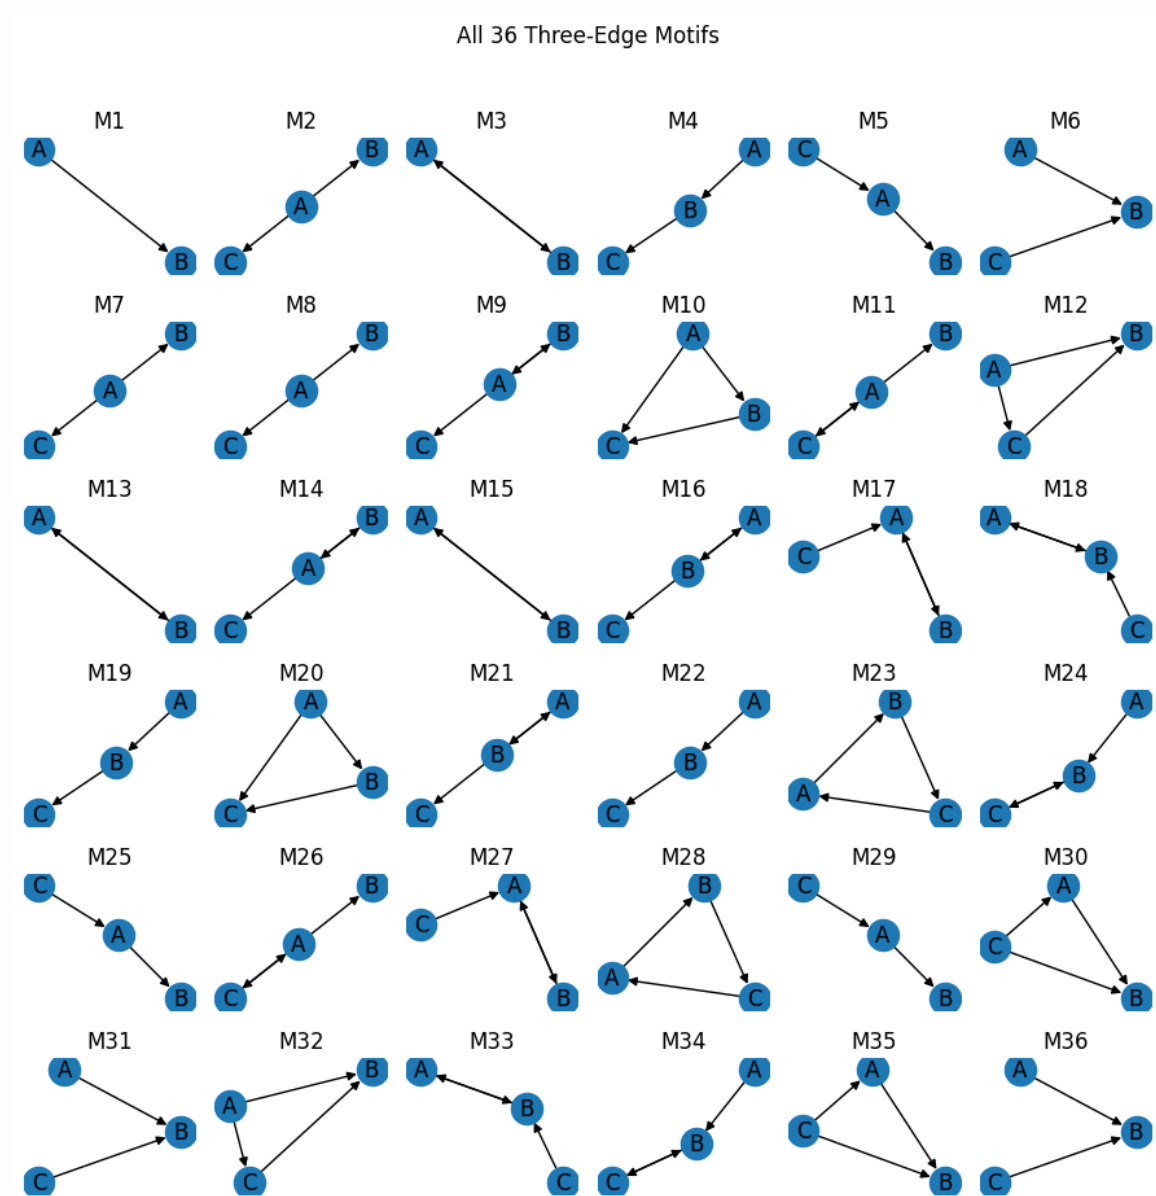 All 36 Three-Edge Motifs
M1 M2 M3 M4 M5 M6
A B A A C A
A A B B
B C B C B C
M7 M8 M9 M10 M11 M12
B B B A B B
A A A B A A
C C C C C C
M13 M14 M15 M16 M17 M18
A B A A A A
A B C B
B C B C B C
M19 M20 M21 M22 M23 M24
A A A A B A
B B B B A B
C C C C C C
M25 M26 M27 M28 M29 M30
C B A B C A
A A C A A C
B C B C B B
M31 M32 M33 M34 M35 M36
A B A A A A
B A B B C B
C C C C B C